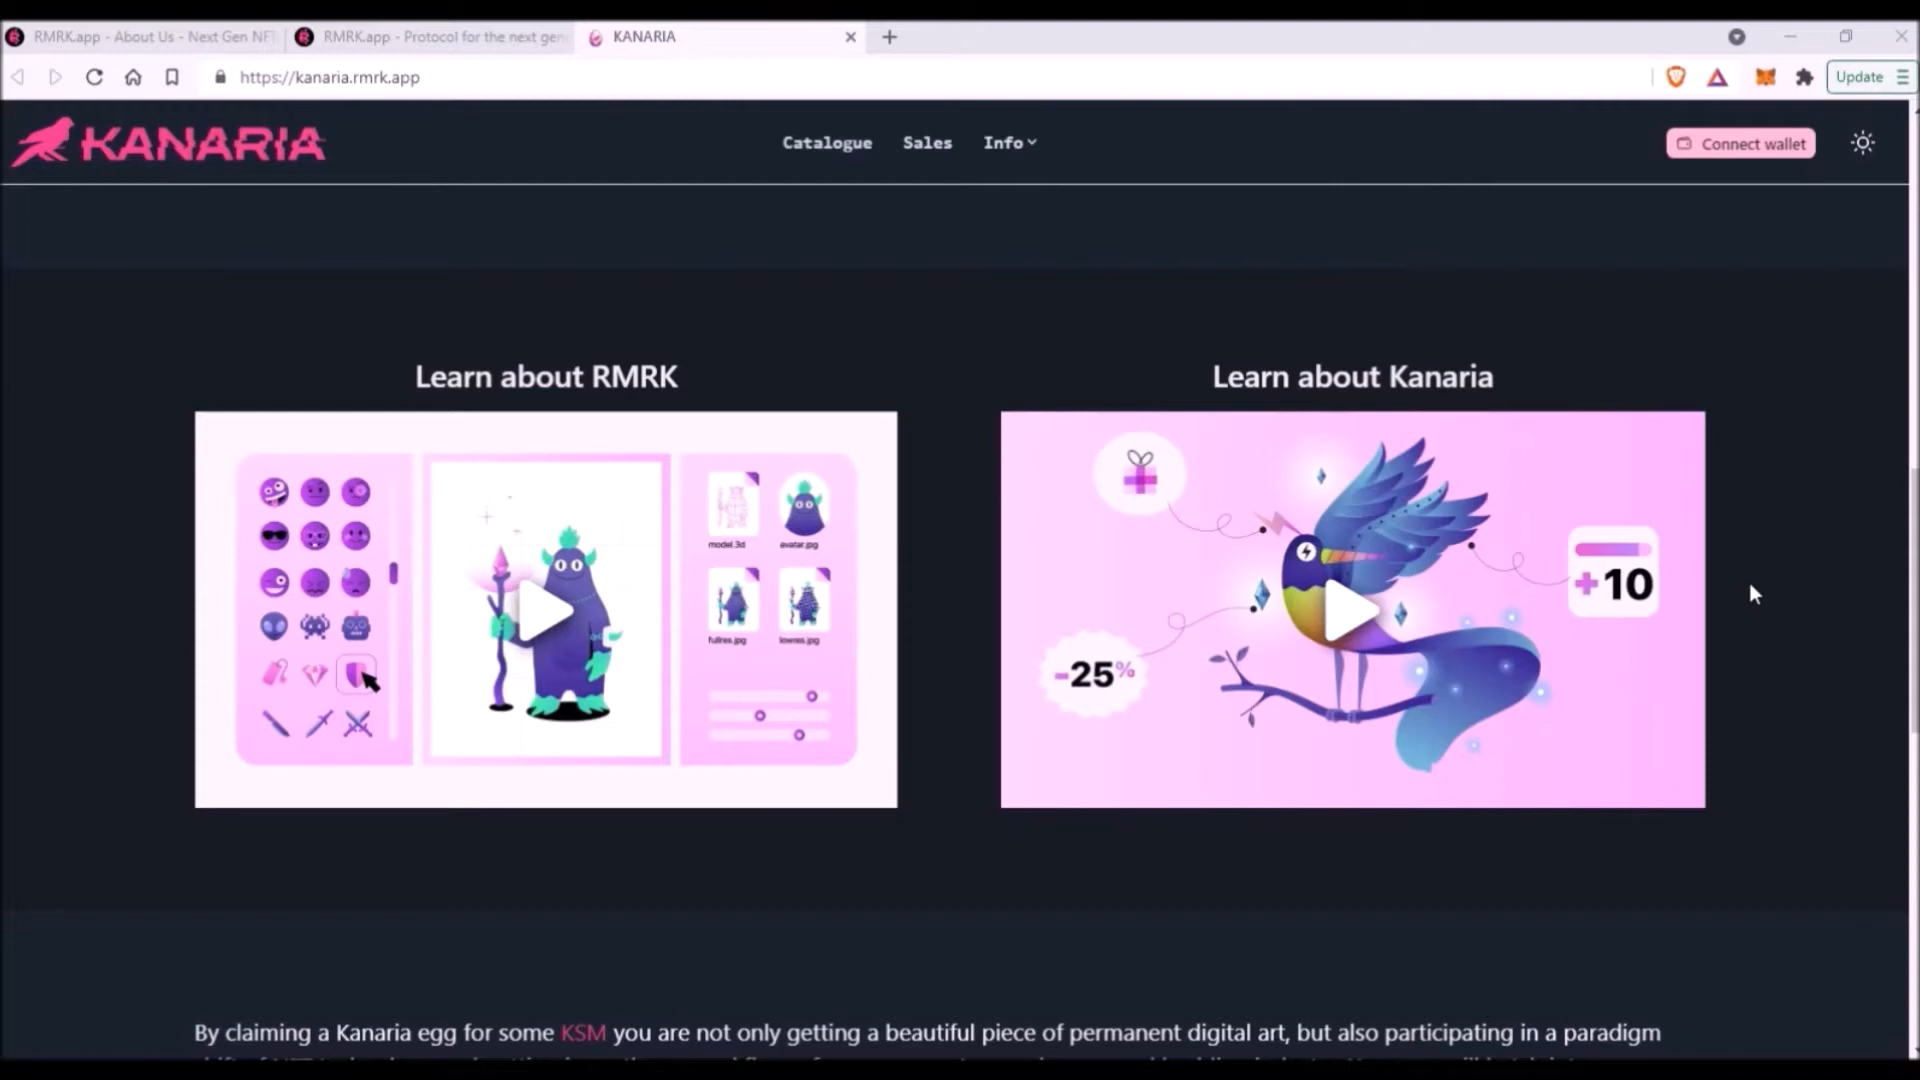 RMRK.app - About Us - Next Gen NFT
RMRK.app - Protocol for the next gen
KANARIA
https://kanaria.rmrk.app
Update
KANARIA
Catalogue
Sales
Info
Connect wallet
Learn about RMRK
Learn about Kanaria
model.3d
avatar.jpg
fullres.jpg
lowres.jpg
+10
-25%
By claiming a Kanaria egg for some KSM you are not only getting a beautiful piece of permanent digital art, but also participating in a paradigm